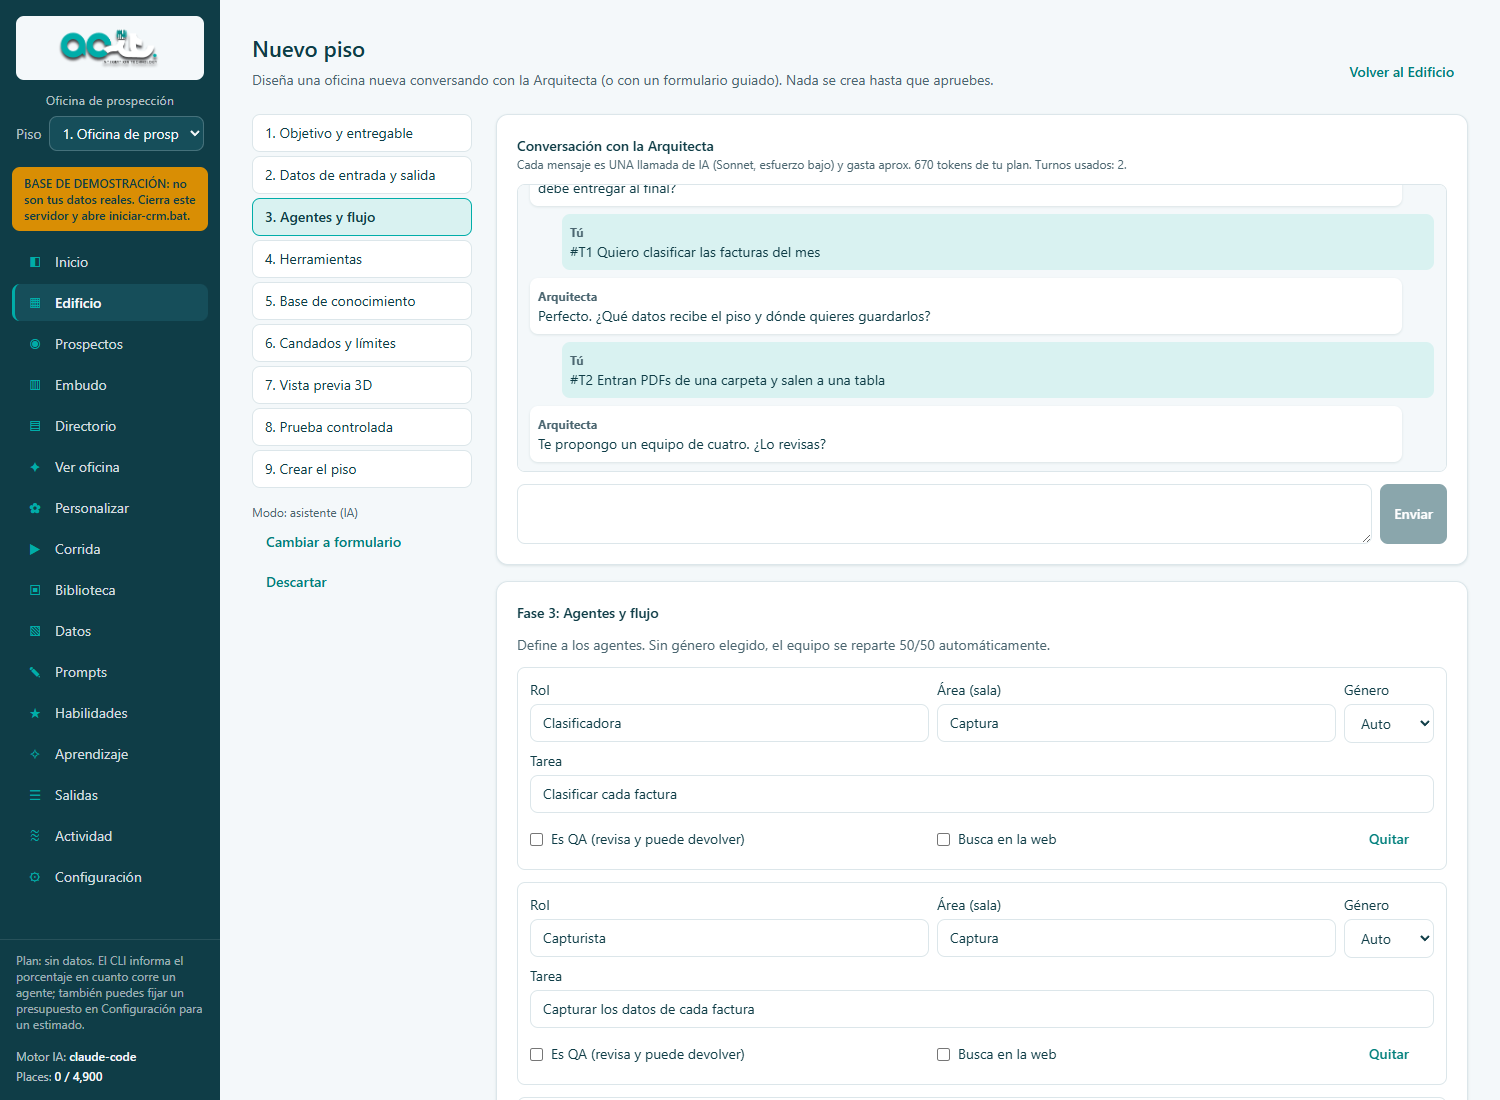 acit
Oficina de prospección
Piso
1. Oficina de prosp
BASE DE DEMOSTRACIÓN: no
son tus datos reales. Cierra este
servidor y abre iniciar-crm.bat.
Inicio
Edificio
Prospectos
Embudo
Directorio
Ver oficina
Personalizar
Corrida
Biblioteca
Datos
Prompts
Habilidades
Aprendizaje
Salidas
Actividad
Configuración
Plan: sin datos. El CLI informa el
porcentaje en cuanto corre un
agente; también puedes fijar un
presupuesto en Configuración para
un estimado.
Motor IA: claude-code
Places: 0 / 4,900
Nuevo piso
Diseña una oficina nueva conversando con la Arquitecta (o con un formulario guiado). Nada se crea hasta que apruebes.
Volver al Edificio
1. Objetivo y entregable
2. Datos de entrada y salida
3. Agentes y flujo
4. Herramientas
5. Base de conocimiento
6. Candados y límites
7. Vista previa 3D
8. Prueba controlada
9. Crear el piso
Modo: asistente (IA)
Cambiar a formulario
Descartar
Conversación con la Arquitecta
Cada mensaje es UNA llamada de IA (Sonnet, esfuerzo bajo) y gasta aprox. 670 tokens de tu plan. Turnos usados: 2.
debe entregar al final?
Tú
#T1 Quiero clasificar las facturas del mes
Arquitecta
Perfecto. ¿Qué datos recibe el piso y dónde quieres guardarlos?
Tú
#T2 Entran PDFs de una carpeta y salen a una tabla
Arquitecta
Te propongo un equipo de cuatro. ¿Lo revisas?
Enviar
Fase 3: Agentes y flujo
Define a los agentes. Sin género elegido, el equipo se reparte 50/50 automáticamente.
Rol
Área (sala)
Género
Clasificadora
Captura
Auto
Tarea
Clasificar cada factura
Es QA (revisa y puede devolver)
Busca en la web
Quitar
Rol
Área (sala)
Género
Capturista
Captura
Auto
Tarea
Capturar los datos de cada factura
Es QA (revisa y puede devolver)
Busca en la web
Quitar